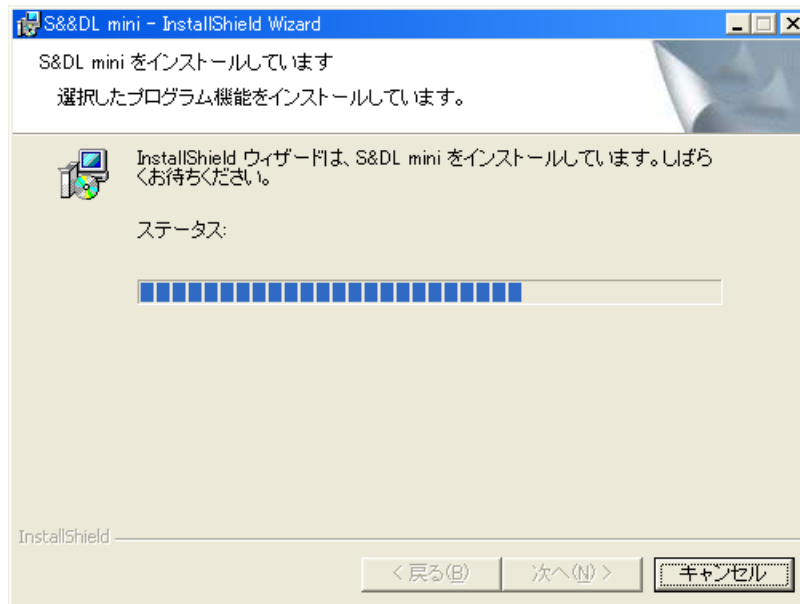 S&&DL mini - InstallShield Wizard
S&DL mini をインストールしています
選択したプログラム機能をインストールしています。
InstallShield ウィザードは、S&DL mini をインストールしています。しばら
くお待ちください。
ステータス:
InstallShield
< 戻る(B)
次へ(N) >
キャンセル